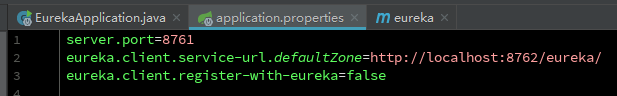 EurekaApplication.java
application.properties
m eureka
1 server.port=8761
2 eureka.client.service-url.defaultZone=http://localhost:8762/eureka/
3 eureka.client.register-with-eureka=false